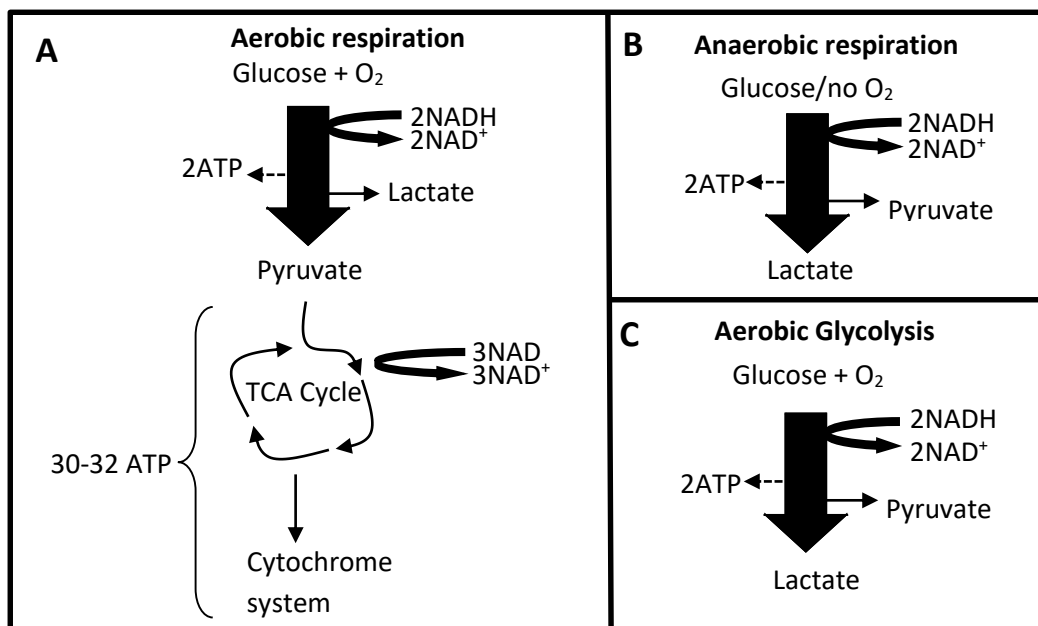 A
Aerobic respiration
Glucose + O₂
2NADH
2NAD⁺
2ATP
Lactate
Pyruvate
3NAD
3NAD⁺
TCA Cycle
30-32 ATP
Cytochrome
system
B
Anaerobic respiration
Glucose/no O₂
2NADH
2NAD⁺
2ATP
Pyruvate
Lactate
C
Aerobic Glycolysis
Glucose + O₂
2NADH
2NAD⁺
2ATP
Pyruvate
Lactate